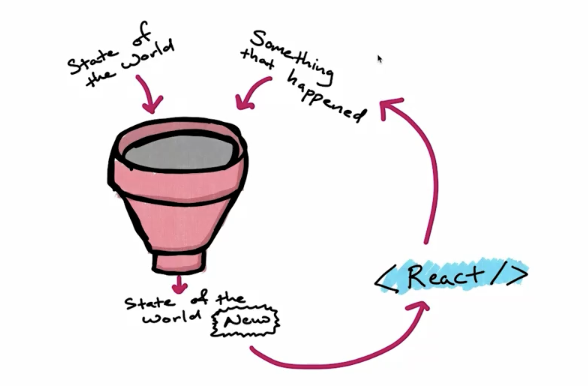 State of
the world
Something
that happened
<React/>
State of the
world New